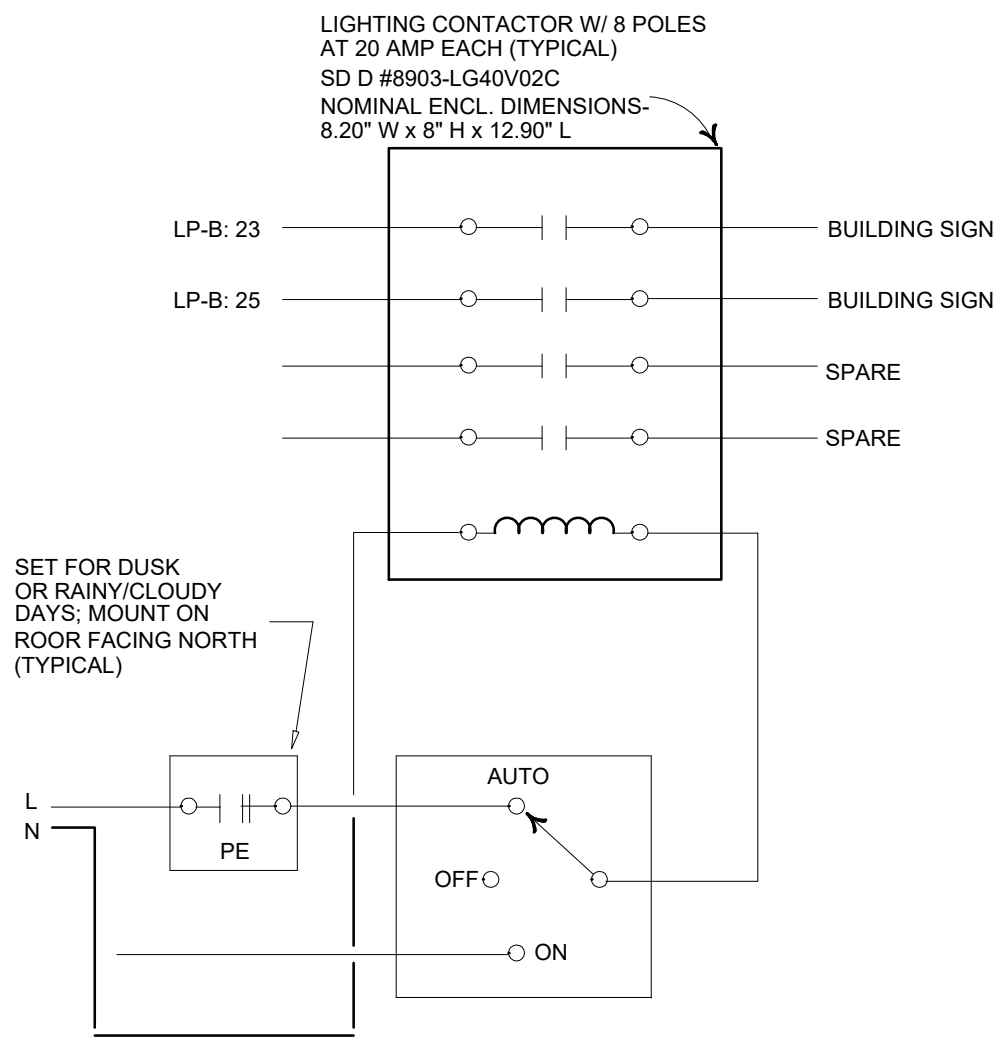 LIGHTING CONTACTOR W/ 8 POLES
AT 20 AMP EACH (TYPICAL)
SD D #8903-LG40V02C
NOMINAL ENCL. DIMENSIONS-
8.20" W x 8" H x 12.90" L
LP-B: 23
BUILDING SIGN
LP-B: 25
BUILDING SIGN
SPARE
SPARE
SET FOR DUSK
OR RAINY/CLOUDY
DAYS; MOUNT ON
ROOR FACING NORTH
(TYPICAL)
AUTO
L
N
PE
OFF
ON